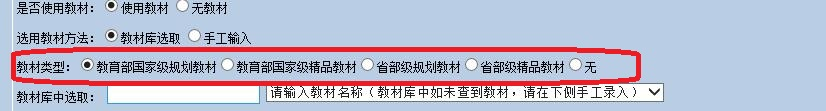 是否使用教材：使用教材 无教材
选用教材方法：教材库选取 手工输入
教材类型：教育部国家级规划教材 教育部国家级精品教材 省部级规划教材 省部级精品教材 无
教材库中选取： 请输入教材名称（教材库中如未查到教材，请在下侧手工录入）